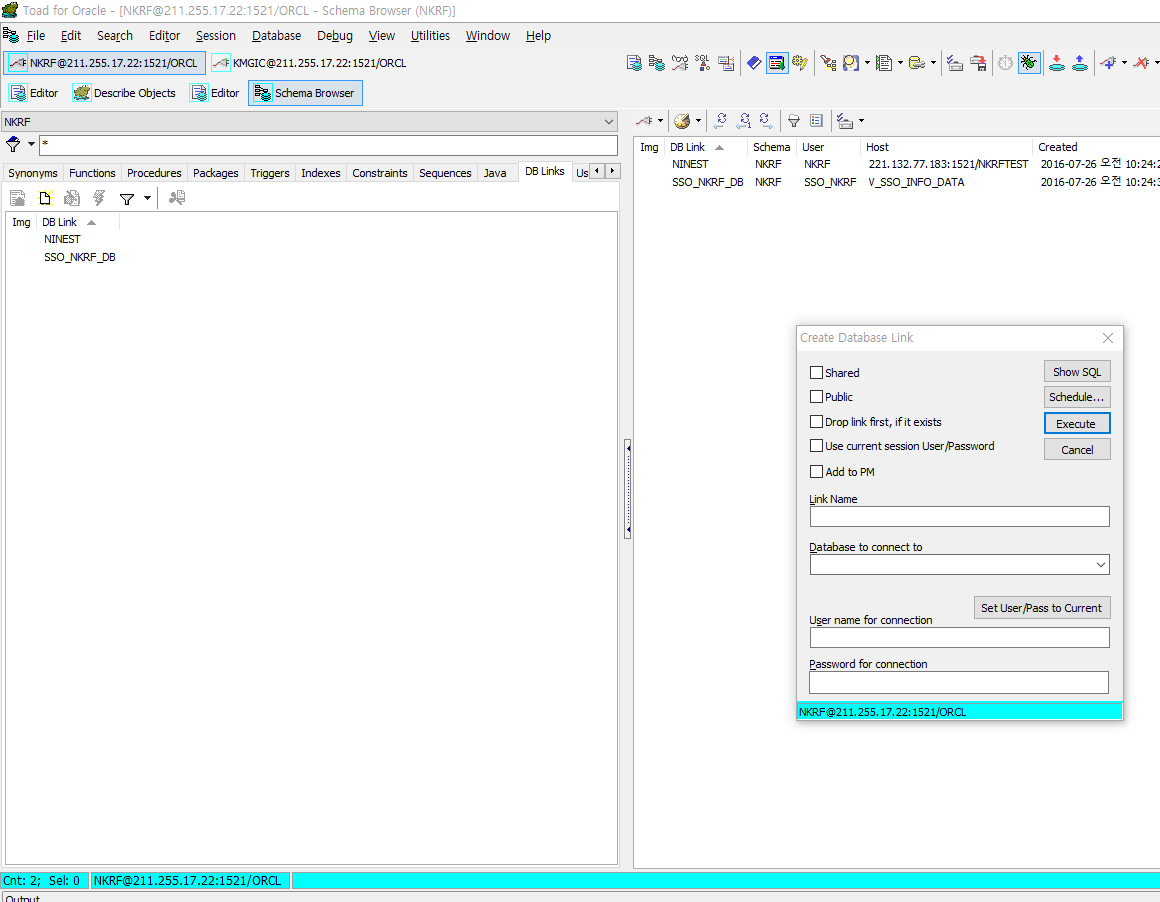 Toad for Oracle - [NKRF@211.255.17.22:1521/ORCL - Schema Browser (NKRF)]
File Edit Search Editor Session Database Debug View Utilities Window Help
NKRF@211.255.17.22:1521/ORCL KMGIC@211.255.17.22:1521/ORCL
SQL
Editor Describe Objects Editor Schema Browser
NKRF
*
Synonyms Functions Procedures Packages Triggers Indexes Constraints Sequences Java DB Links Us
Img DB Link
NINEST
SSO_NKRF_DB
Img DB Link Schema User Host Created
NINEST NKRF NKRF 221.132.77.183:1521/NKRFTEST 2016-07-26 오전 10:24:2
SSO_NKRF_DB NKRF SSO_NKRF V_SSO_INFO_DATA 2016-07-26 오전 10:24:3
Create Database Link
Shared
Show SQL
Public
Schedule...
Drop link first, if it exists
Execute
Use current session User/Password
Cancel
Add to PM
Link Name
Database to connect to
Set User/Pass to Current
User name for connection
Password for connection
NKRF@211.255.17.22:1521/ORCL
Cnt: 2; Sel: 0 NKRF@211.255.17.22:1521/ORCL
Output